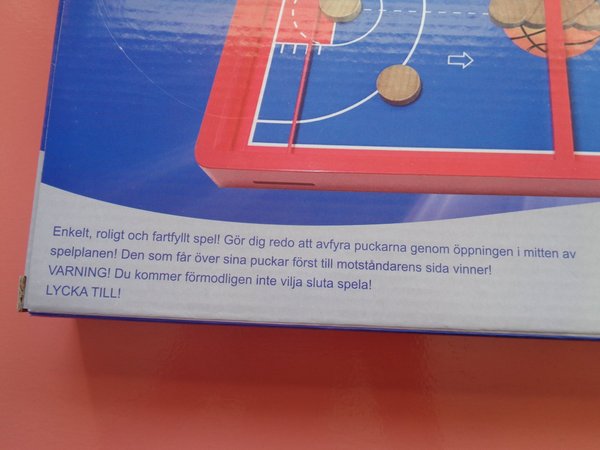 Enkelt, roligt och fartfyllt spel! Gör dig redo att avfyra puckarna genom öppningen i mitten av
spelplanen! Den som får över sina puckar först till motståndarens sida vinner!
VARNING! Du kommer förmodligen inte vilja sluta spela!
LYCKA TILL!